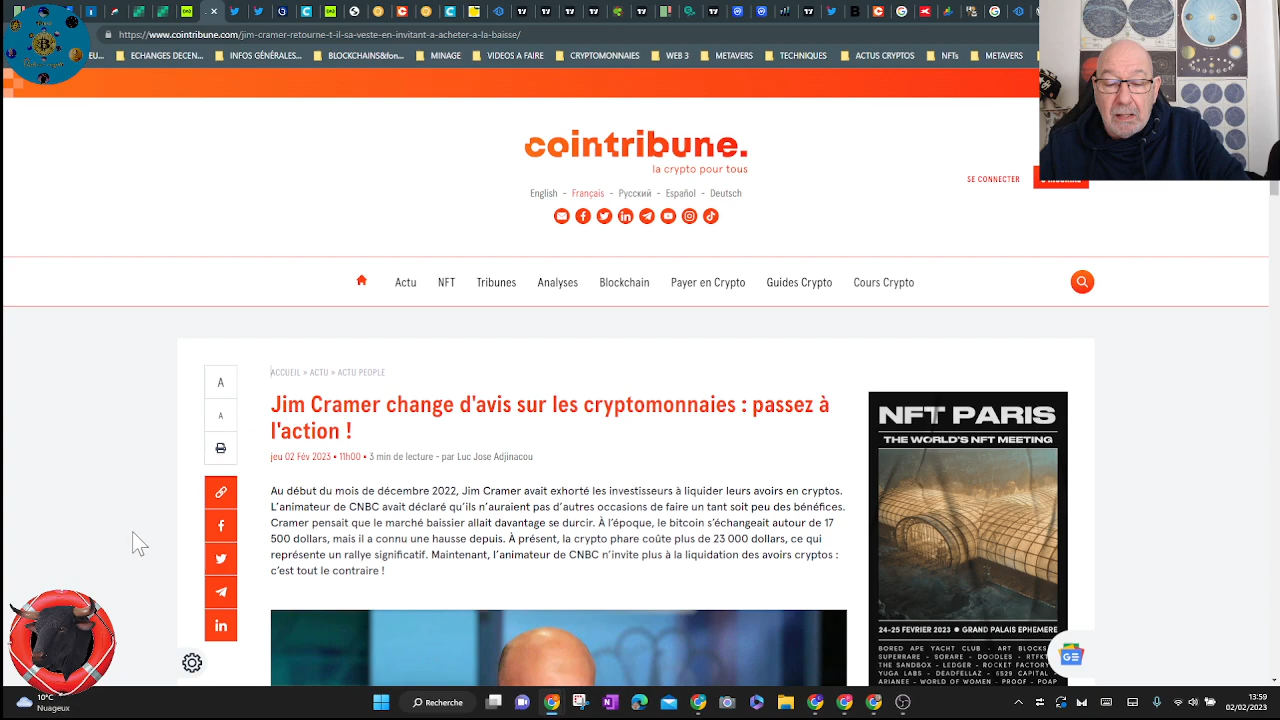 https://www.cointribune.com/jim-cramer-retourne-t-il-sa-veste-en-invitant-a-acheter-a-la-baisse/
EU... ECHANGES DECEN... INFOS GÉNÉRALES... BLOCKCHAINS&tion... MINAGE VIDEOS A FAIRE CRYPTOMONNAIES WEB 3 METAVERS TECHNIQUES ACTUS CRYPTOS NFTs METAVERS
cointribune.
la crypto pour tous
SE CONNECTER
English - Français - Русский - Español - Deutsch
Actu NFT Tribunes Analyses Blockchain Payer en Crypto Guides Crypto Cours Crypto
A
A
ACCUEIL » ACTU » ACTU PEOPLE
Jim Cramer change d'avis sur les cryptomonnaies : passez à
l'action !
jeu 02 Fév 2023 ▪ 11h00 ▪ 3 min de lecture - par Luc Jose Adjinacou
Au début du mois de décembre 2022, Jim Cramer avait exhorté les investisseurs à liquider leurs avoirs en cryptos.
L’animateur de CNBC avait déclaré qu’il n’aurait pas d’autres occasions de faire un tant soit peu des bénéfices.
Cramer pensait que le marché baissier allait davantage se durcir. À l’époque, le bitcoin s’échangeait autour de 17
500 dollars, mais il a connu une hausse depuis. À présent, la crypto phare coûte plus de 23 000 dollars, ce qui
représente un rallye significatif. Maintenant, l’animateur de CNBC n’invite plus à la liquidation des avoirs cryptos :
c’est tout le contraire !
NFT PARIS
THE WORLD'S NFT MEETING
24-25 FEVRIER 2023 ● GRAND PALAIS EPHEMERE
BORED APE YACHT CLUB - ART BLOCKS
SUPERRARE - SORARE - DOODLES - RTFKT
THE SANDBOX - LEDGER - ROCKET FACTORY
YUGA LABS - DEADFELLAZ - 6529 CAPITAL -
ARIANEE - WORLD OF WOMEN - PROOF - POAP
10°C
Nuageux
Recherche
13:59
02/02/2023